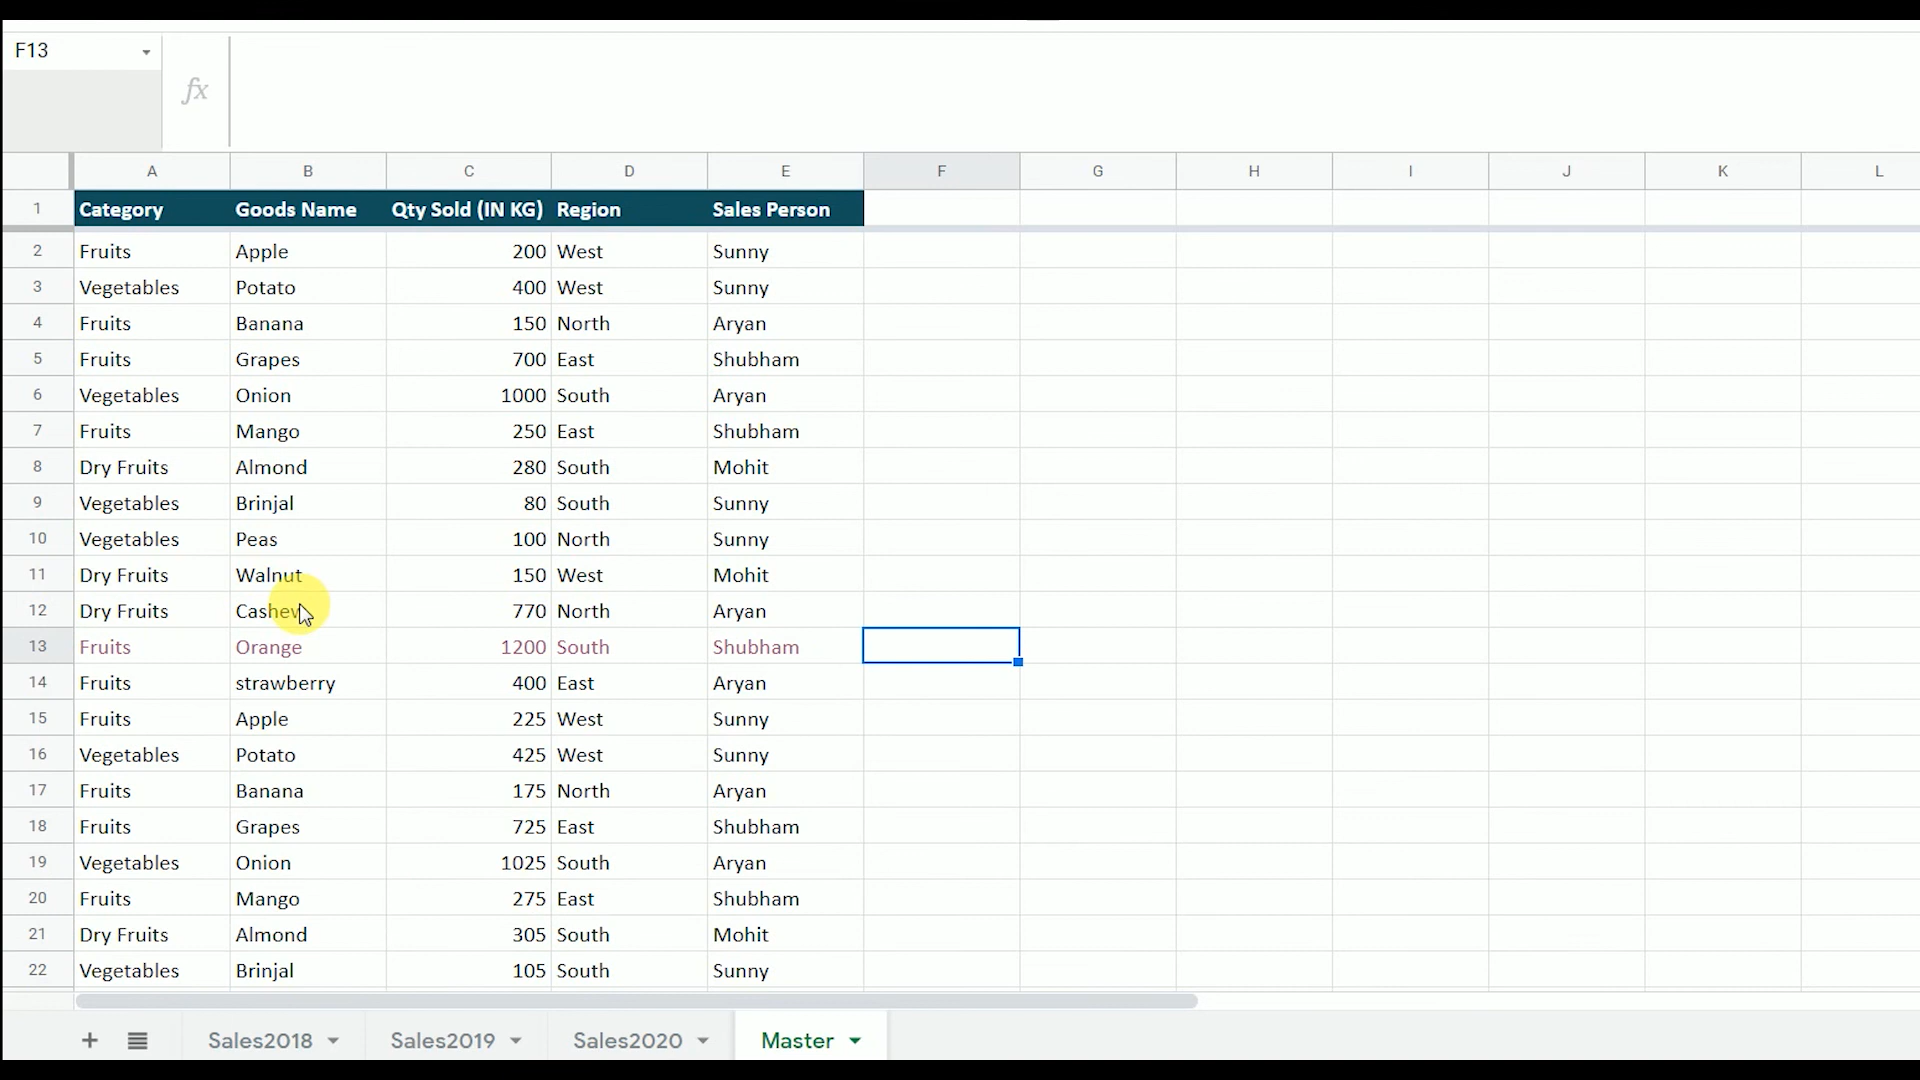 F13
fx
A B C D E F G H I J K L
1 Category Goods Name Qty Sold (IN KG) Region Sales Person
2 Fruits Apple 200 West Sunny
3 Vegetables Potato 400 West Sunny
4 Fruits Banana 150 North Aryan
5 Fruits Grapes 700 East Shubham
6 Vegetables Onion 1000 South Aryan
7 Fruits Mango 250 East Shubham
8 Dry Fruits Almond 280 South Mohit
9 Vegetables Brinjal 80 South Sunny
10 Vegetables Peas 100 North Sunny
11 Dry Fruits Walnut 150 West Mohit
12 Dry Fruits Cashew 770 North Aryan
13 Fruits Orange 1200 South Shubham
14 Fruits strawberry 400 East Aryan
15 Fruits Apple 225 West Sunny
16 Vegetables Potato 425 West Sunny
17 Fruits Banana 175 North Aryan
18 Fruits Grapes 725 East Shubham
19 Vegetables Onion 1025 South Aryan
20 Fruits Mango 275 East Shubham
21 Dry Fruits Almond 305 South Mohit
22 Vegetables Brinjal 105 South Sunny
+ Sales2018 Sales2019 Sales2020 Master